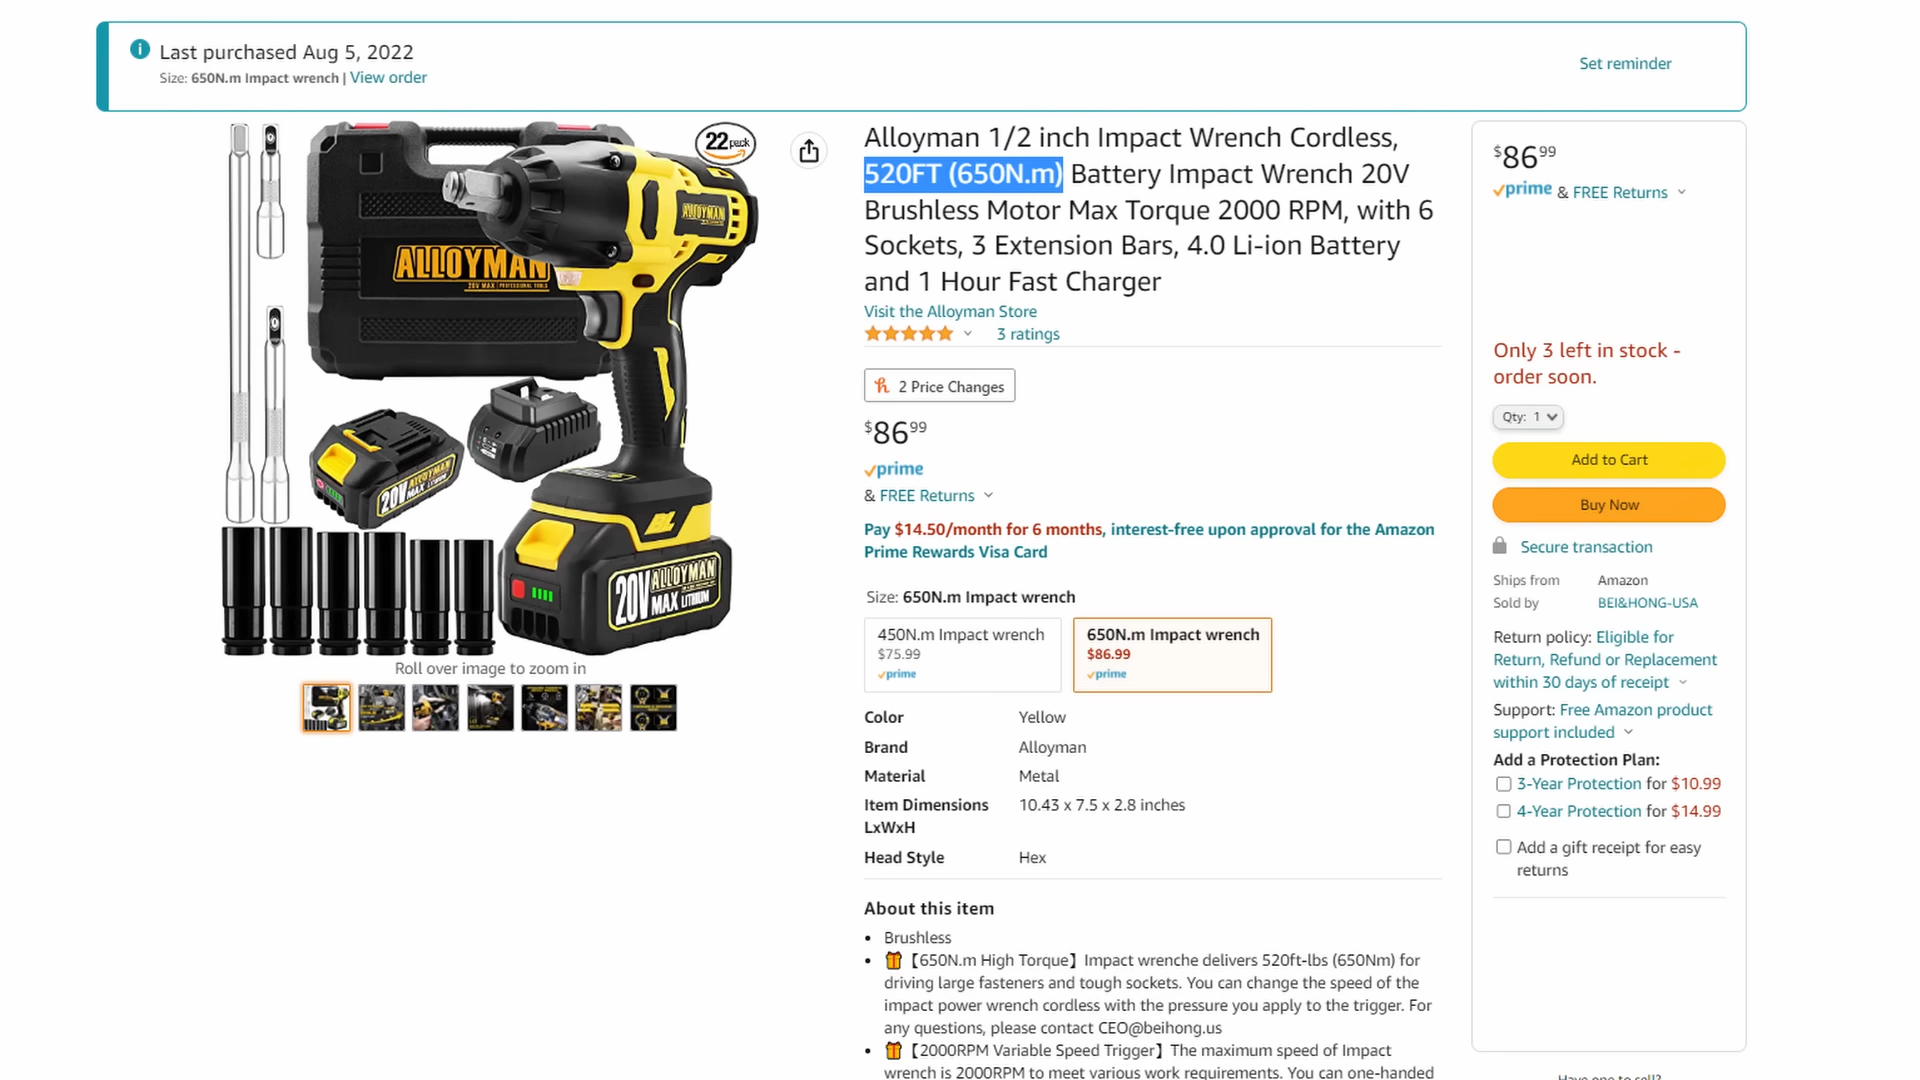 Last purchased Aug 5, 2022
Size: 650N.m Impact wrench | View order
Set reminder
22 pack
ALLOYMAN
20V MAX | PROFESSIONAL TOOLS
ALLOYMAN
20V ALLOYMAN
MAX LITHIUM
20V ALLOYMAN
MAX LITHIUM
Roll over image to zoom in
Alloyman 1/2 inch Impact Wrench Cordless,
520FT (650N.m) Battery Impact Wrench 20V
Brushless Motor Max Torque 2000 RPM, with 6
Sockets, 3 Extension Bars, 4.0 Li-ion Battery
and 1 Hour Fast Charger
Visit the Alloyman Store
3 ratings
2 Price Changes
$86 99
prime
& FREE Returns
Pay $14.50/month for 6 months, interest-free upon approval for the Amazon
Prime Rewards Visa Card
Size: 650N.m Impact wrench
450N.m Impact wrench
$75.99
prime
650N.m Impact wrench
$86.99
prime
Color Yellow
Brand Alloyman
Material Metal
Item Dimensions 10.43 x 7.5 x 2.8 inches
LxWxH
Head Style Hex
About this item
Brushless
【650N.m High Torque】Impact wrenche delivers 520ft-lbs (650Nm) for
driving large fasteners and tough sockets. You can change the speed of the
impact power wrench cordless with the pressure you apply to the trigger. For
any questions, please contact CEO@beihong.us
【2000RPM Variable Speed Trigger】The maximum speed of Impact
wrench is 2000RPM to meet various work requirements. You can one-handed
$86 99
prime & FREE Returns
Only 3 left in stock -
order soon.
Qty: 1
Add to Cart
Buy Now
Secure transaction
Ships from Amazon
Sold by BEI&HONG-USA
Return policy: Eligible for
Return, Refund or Replacement
within 30 days of receipt
Support: Free Amazon product
support included
Add a Protection Plan:
3-Year Protection for $10.99
4-Year Protection for $14.99
Add a gift receipt for easy
returns
Have one to sell?